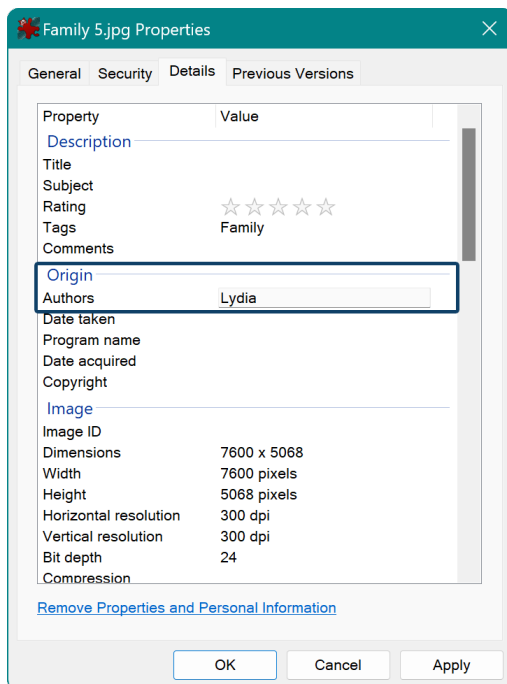 Family 5.jpg Properties
General Security Details Previous Versions
Property Value
Description
Title
Subject
Rating
Tags Family
Comments
Origin
Authors Lydia
Date taken
Program name
Date acquired
Copyright
Image
Image ID
Dimensions 7600 x 5068
Width 7600 pixels
Height 5068 pixels
Horizontal resolution 300 dpi
Vertical resolution 300 dpi
Bit depth 24
Compression
Remove Properties and Personal Information
OK Cancel Apply